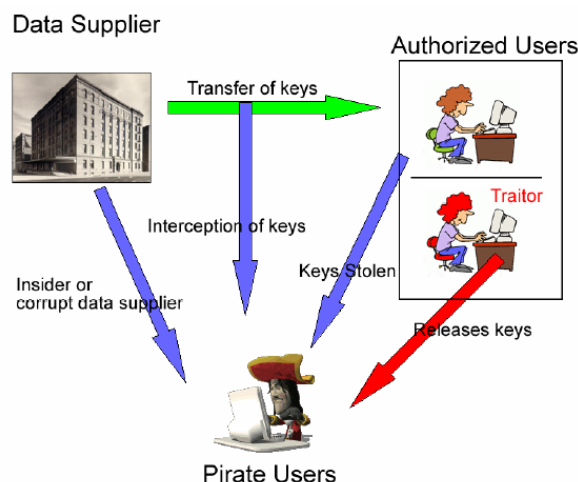 Data Supplier
Authorized Users
Transfer of keys
Traitor
Interception of keys
Keys Stolen
Insider or
corrupt data supplier
Releases keys
Pirate Users